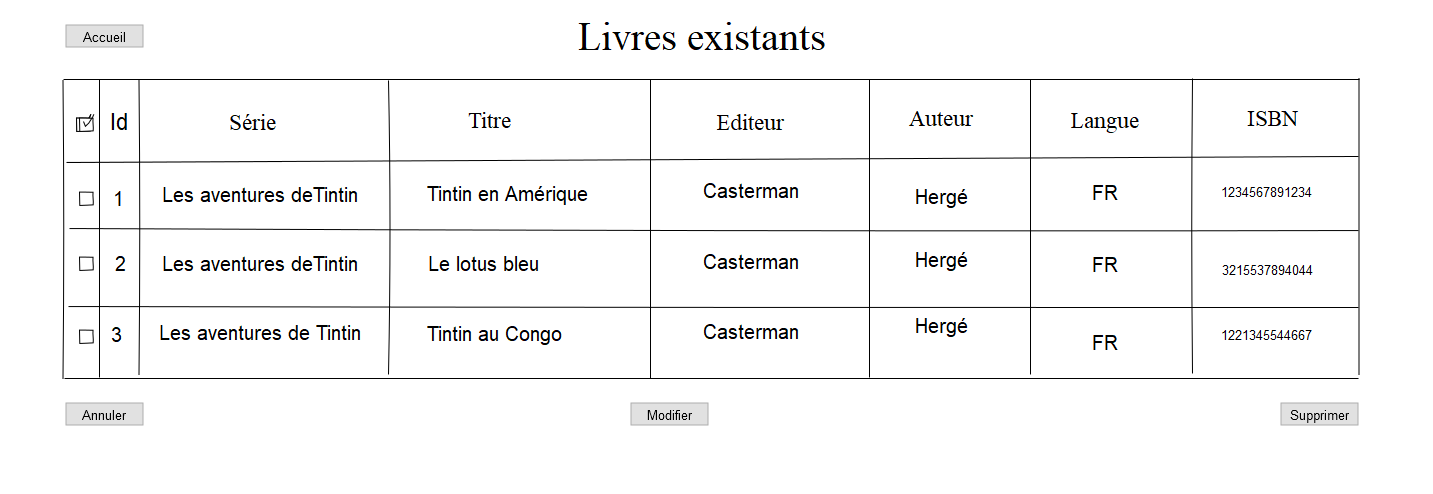 Accueil
Livres existants
Id Série Titre Editeur Auteur Langue ISBN
1 Les aventures deTintin Tintin en Amérique Casterman Hergé FR 1234567891234
2 Les aventures deTintin Le lotus bleu Casterman Hergé FR 3215537894044
3 Les aventures de Tintin Tintin au Congo Casterman Hergé FR 1221345544667
Annuler Modifier Supprimer